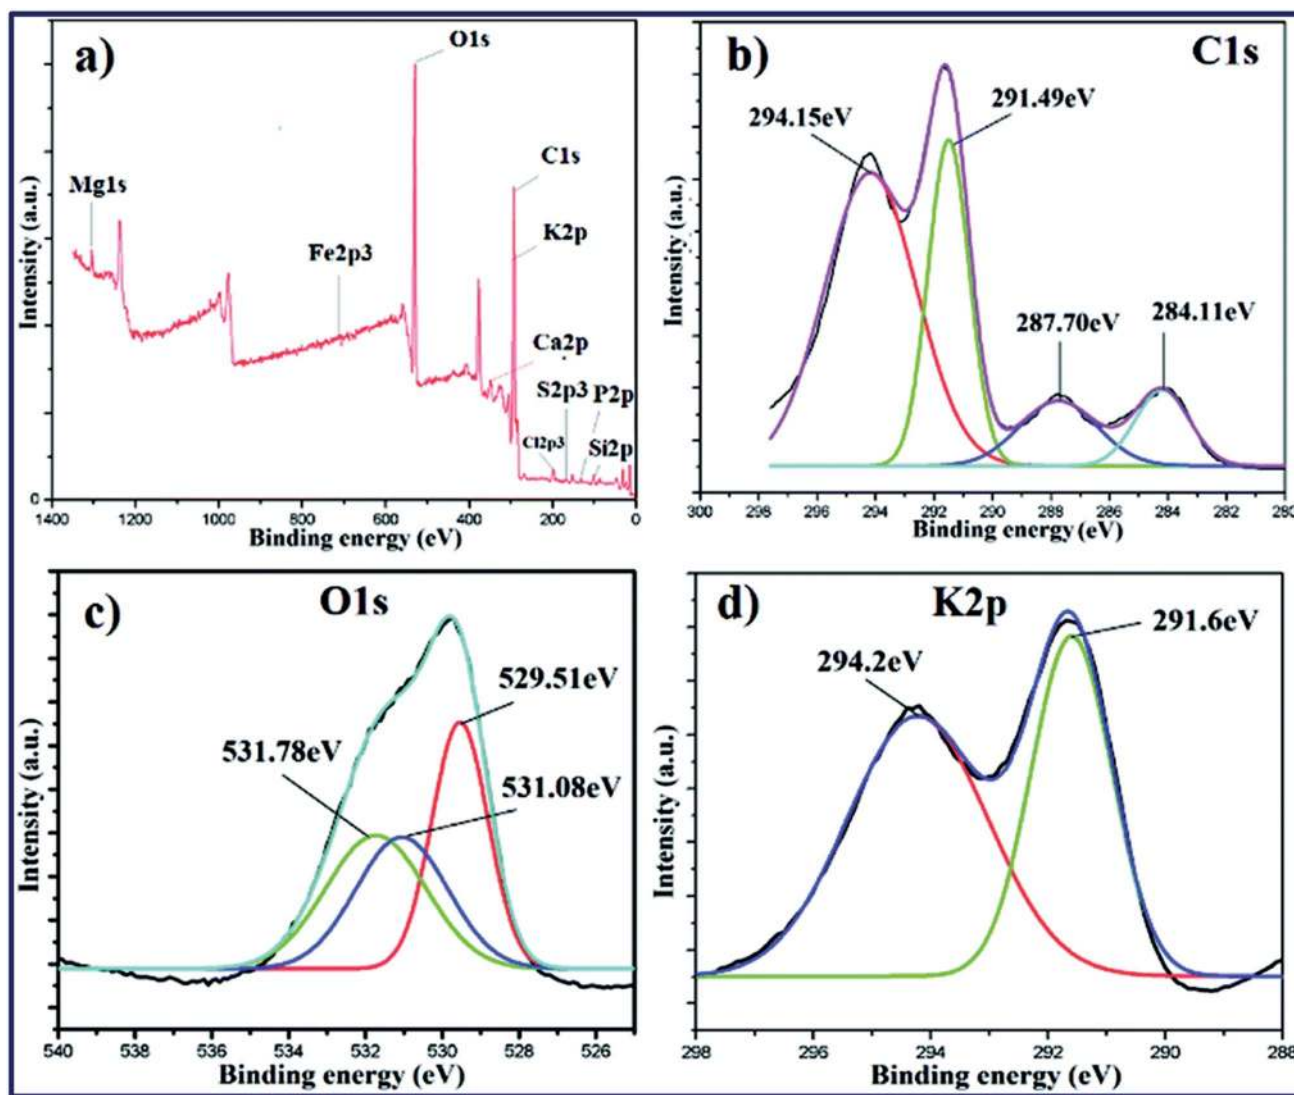 a)
O1s
C1s
Mg1s
K2p
Fe2p3
Ca2p
S2p3
P2p
Cl2p3
Si2p
Intensity (a.u.)
0
1400 1200 1000 800 600 400 200 0
Binding energy (eV)
b)
C1s
294.15eV
291.49eV
287.70eV
284.11eV
Intensity (a.u.)
300 298 296 294 292 290 288 286 284 282 280
Binding energy (eV)
c)
O1s
529.51eV
531.78eV
531.08eV
Intensity (a.u.)
540 538 536 534 532 530 528 526
Binding energy (eV)
d)
K2p
294.2eV
291.6eV
Intensity (a.u.)
298 296 294 292 290 288
Binding energy (eV)